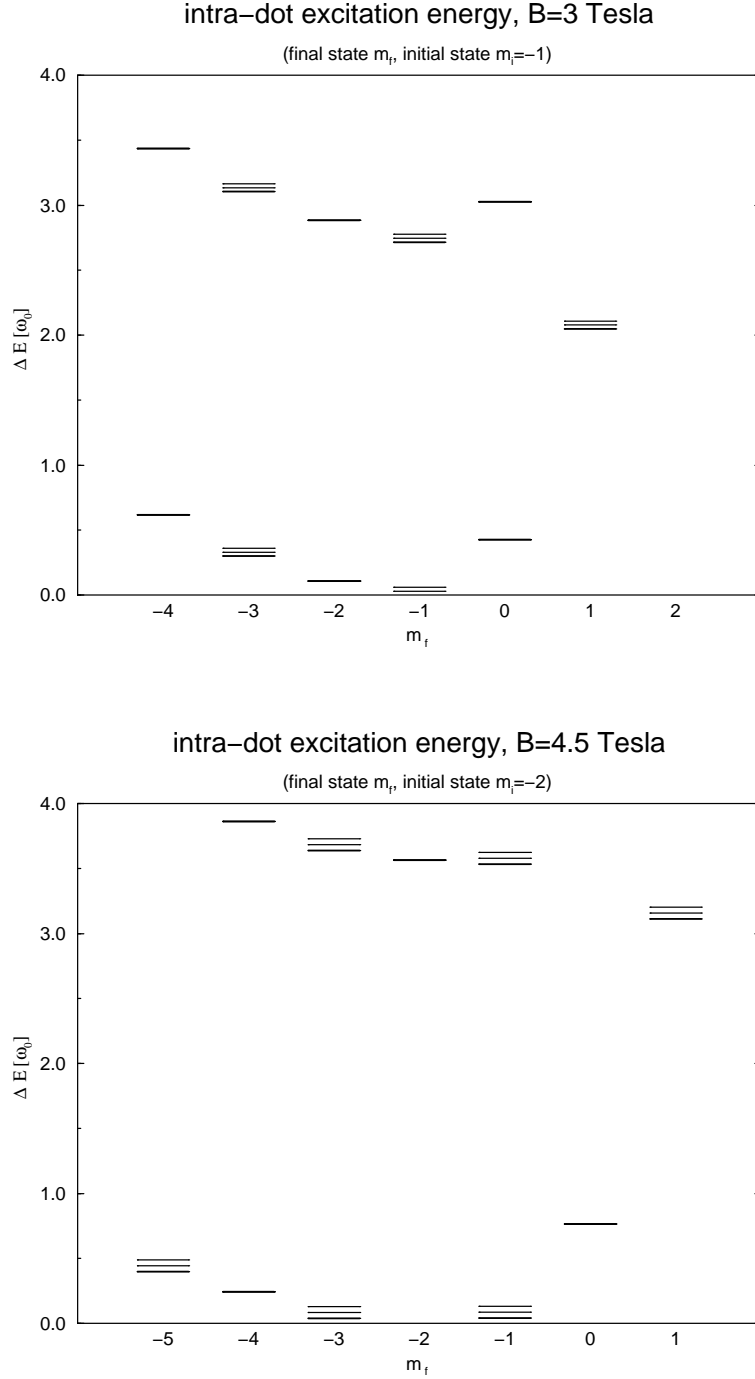 intra−dot excitation energy, B=3 Tesla
(final state m_f, initial state m_i=−1)
4.0
3.0
2.0
1.0
0.0
Δ E [ω_0]
−4 −3 −2 −1 0 1 2
m_f
intra−dot excitation energy, B=4.5 Tesla
(final state m_f, initial state m_i=−2)
4.0
3.0
2.0
1.0
0.0
Δ E [ω_0]
−5 −4 −3 −2 −1 0 1
m_f